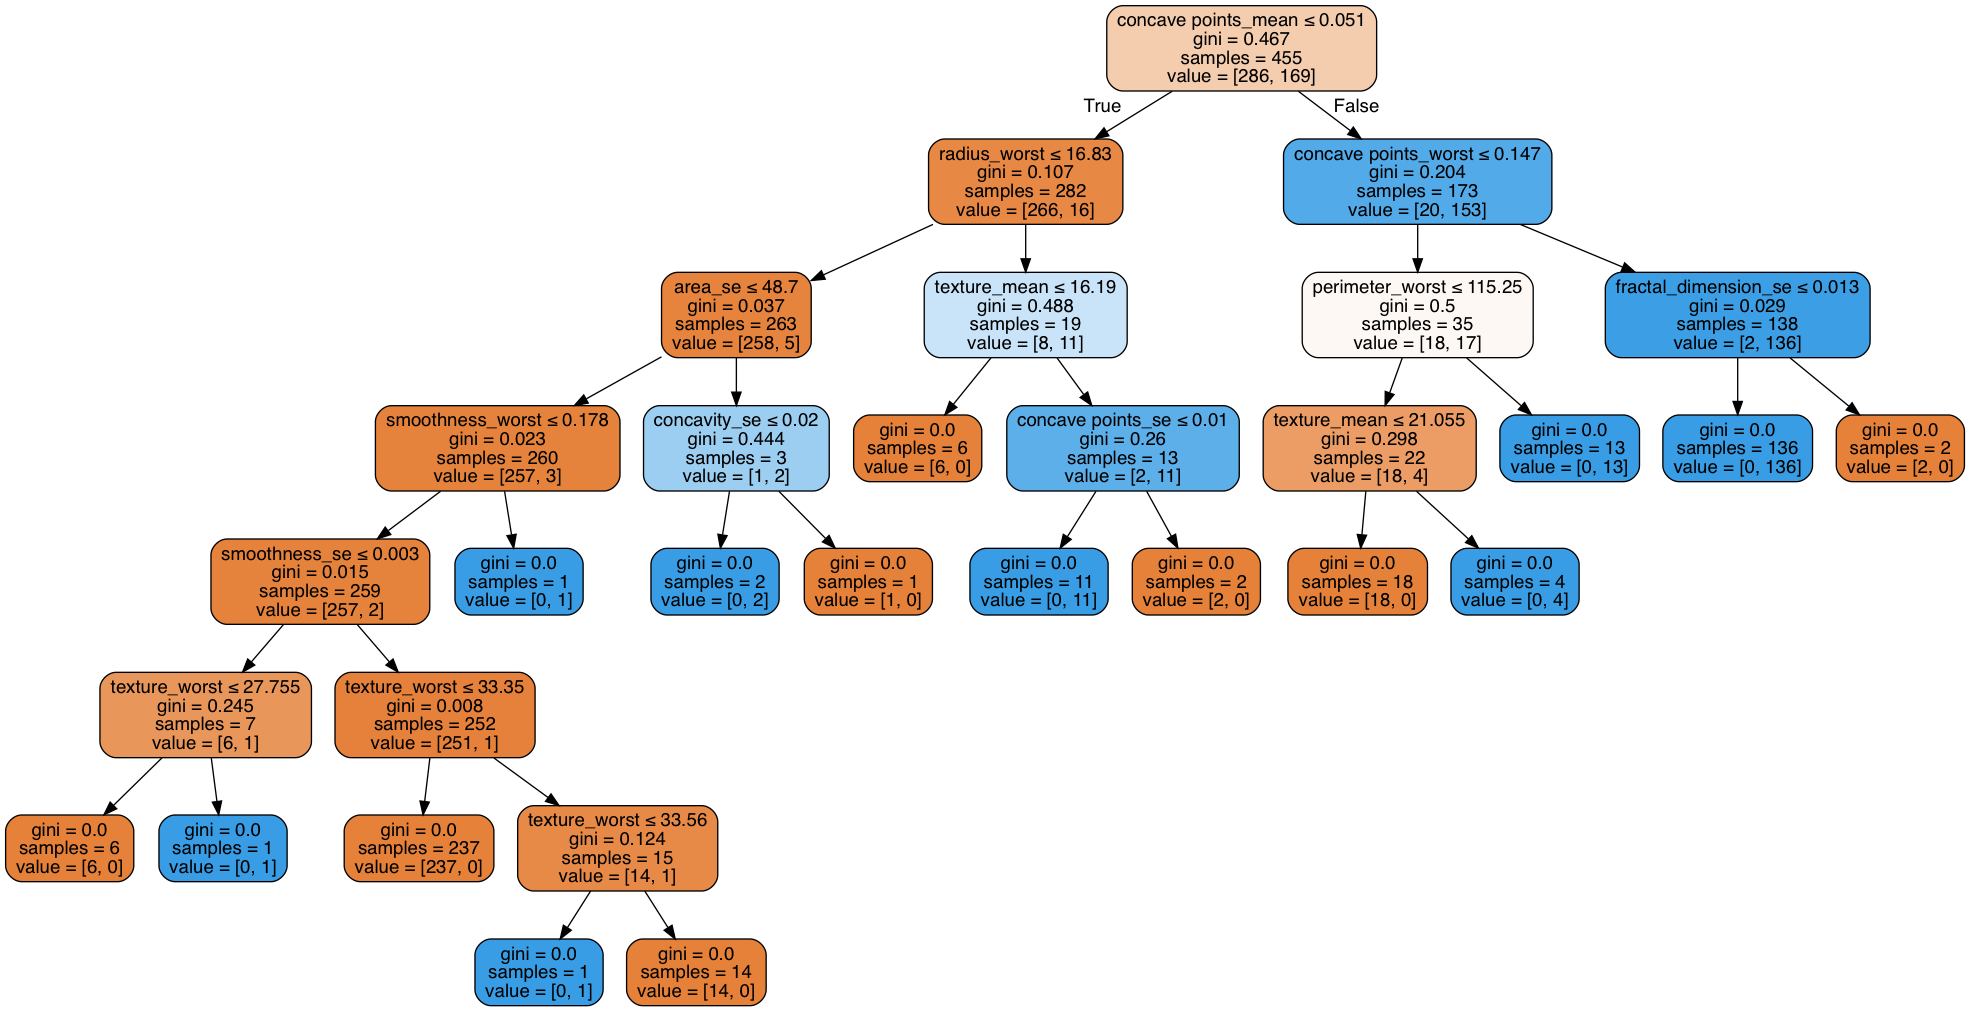 concave points_mean ≤ 0.051
gini = 0.467
samples = 455
value = [286, 169]
True
False
radius_worst ≤ 16.83
gini = 0.107
samples = 282
value = [266, 16]
concave points_worst ≤ 0.147
gini = 0.204
samples = 173
value = [20, 153]
area_se ≤ 48.7
gini = 0.037
samples = 263
value = [258, 5]
texture_mean ≤ 16.19
gini = 0.488
samples = 19
value = [8, 11]
perimeter_worst ≤ 115.25
gini = 0.5
samples = 35
value = [18, 17]
fractal_dimension_se ≤ 0.013
gini = 0.029
samples = 138
value = [2, 136]
smoothness_worst ≤ 0.178
gini = 0.023
samples = 260
value = [257, 3]
concavity_se ≤ 0.02
gini = 0.444
samples = 3
value = [1, 2]
gini = 0.0
samples = 6
value = [6, 0]
concave points_se ≤ 0.01
gini = 0.26
samples = 13
value = [2, 11]
texture_mean ≤ 21.055
gini = 0.298
samples = 22
value = [18, 4]
gini = 0.0
samples = 13
value = [0, 13]
gini = 0.0
samples = 136
value = [0, 136]
gini = 0.0
samples = 2
value = [2, 0]
smoothness_se ≤ 0.003
gini = 0.015
samples = 259
value = [257, 2]
gini = 0.0
samples = 1
value = [0, 1]
gini = 0.0
samples = 2
value = [0, 2]
gini = 0.0
samples = 1
value = [1, 0]
gini = 0.0
samples = 11
value = [0, 11]
gini = 0.0
samples = 2
value = [2, 0]
gini = 0.0
samples = 18
value = [18, 0]
gini = 0.0
samples = 4
value = [0, 4]
texture_worst ≤ 27.755
gini = 0.245
samples = 7
value = [6, 1]
texture_worst ≤ 33.35
gini = 0.008
samples = 252
value = [251, 1]
gini = 0.0
samples = 6
value = [6, 0]
gini = 0.0
samples = 1
value = [0, 1]
gini = 0.0
samples = 237
value = [237, 0]
texture_worst ≤ 33.56
gini = 0.124
samples = 15
value = [14, 1]
gini = 0.0
samples = 1
value = [0, 1]
gini = 0.0
samples = 14
value = [14, 0]